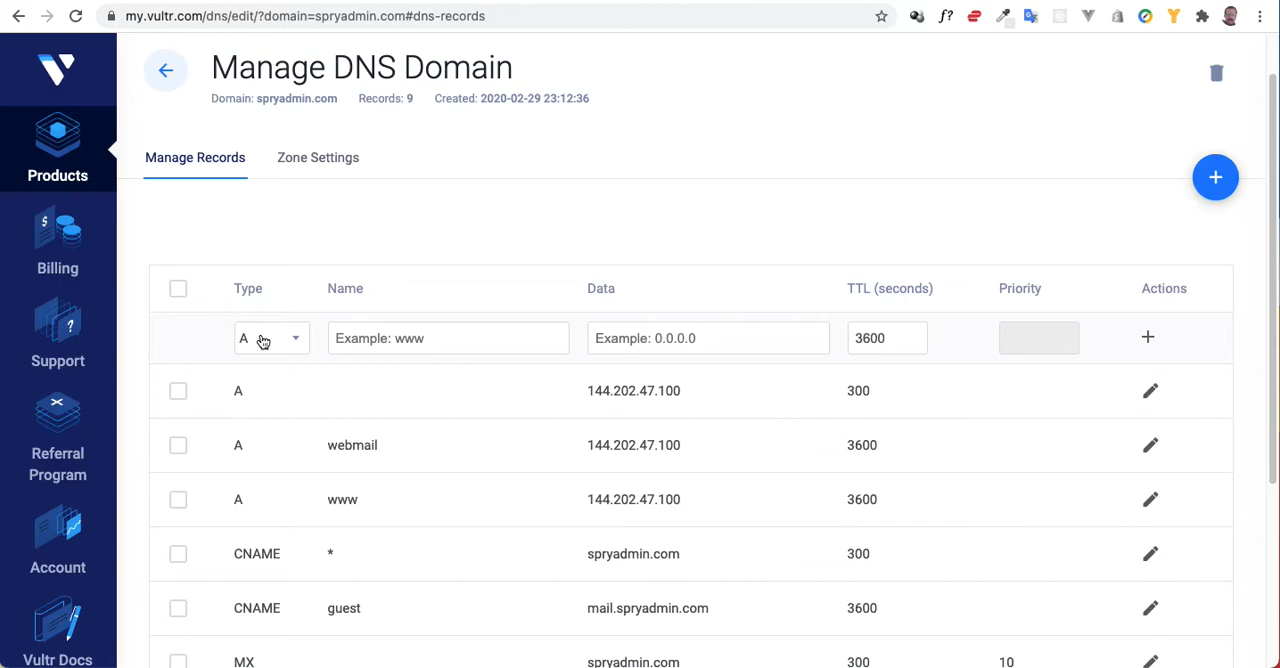 my.vultr.com/dns/edit/?domain=spryadmin.com#dns-records
f?
Manage DNS Domain
Domain: spryadmin.com Records: 9 Created: 2020-02-29 23:12:36
Manage Records Zone Settings
Products
Billing
Support
Referral
Program
Account
Vultr Docs
Type Name Data TTL (seconds) Priority Actions
A Example: www Example: 0.0.0.0 3600
A 144.202.47.100 300
A webmail 144.202.47.100 3600
A www 144.202.47.100 3600
CNAME * spryadmin.com 300
CNAME guest mail.spryadmin.com 3600
MX spryadmin.com 300 10